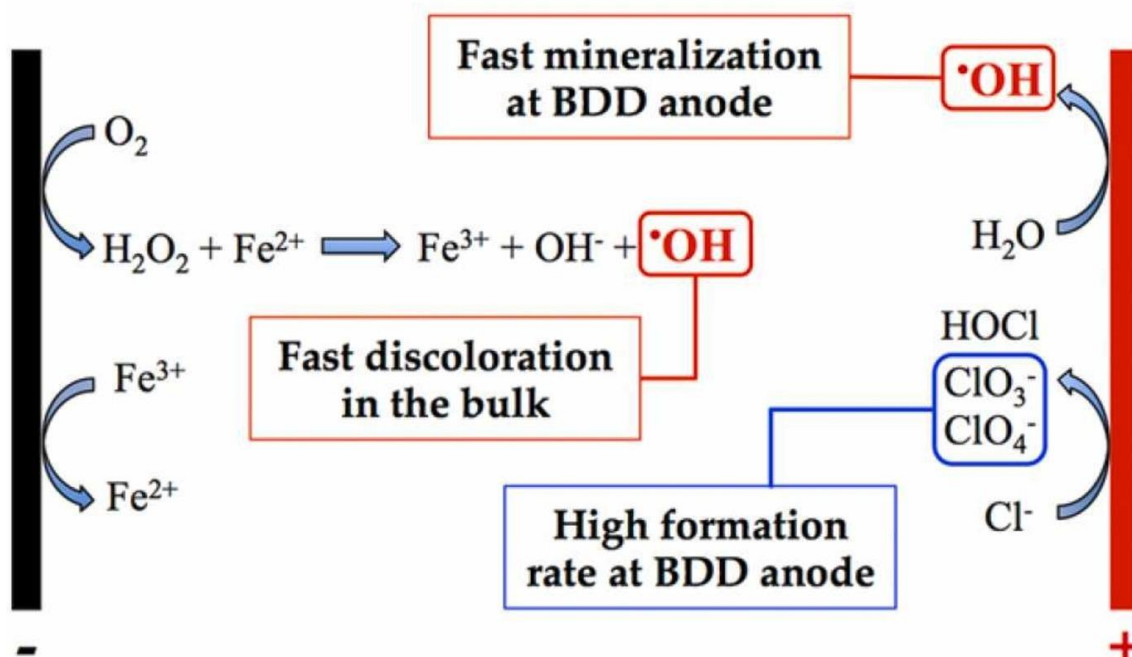 Fast mineralization
at BDD anode
•OH
O₂
H₂O
H₂O₂ + Fe²⁺ → Fe³⁺ + OH⁻ + •OH
Fast discoloration
in the bulk
HOCl
ClO₃⁻
ClO₄⁻
Fe³⁺
Fe²⁺
High formation
rate at BDD anode
Cl⁻
-
+